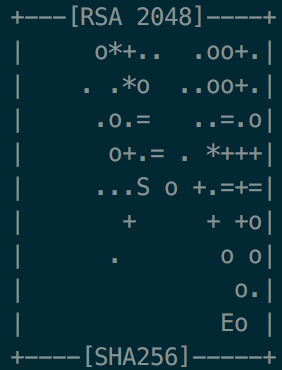 +---[RSA 2048]----+
|     o*+..  .oo+.|
|    . .*o  ..oo+.|
|     .o.=   ..=.o|
|      o+.= . *+++|
|     ...S o +.=+=|
|       +     + +o|
|      .       o o|
|               o.|
|              Eo |
+----[SHA256]-----+